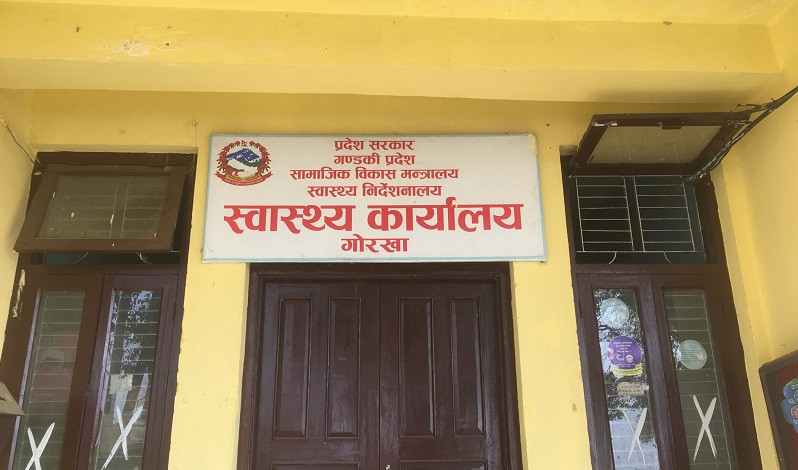 प्रदेश सरकार
गण्डकी प्रदेश
सामाजिक विकास मन्त्रालय
स्वास्थ्य निर्देशनालय
स्वास्थ्य कार्यालय
गोरखा